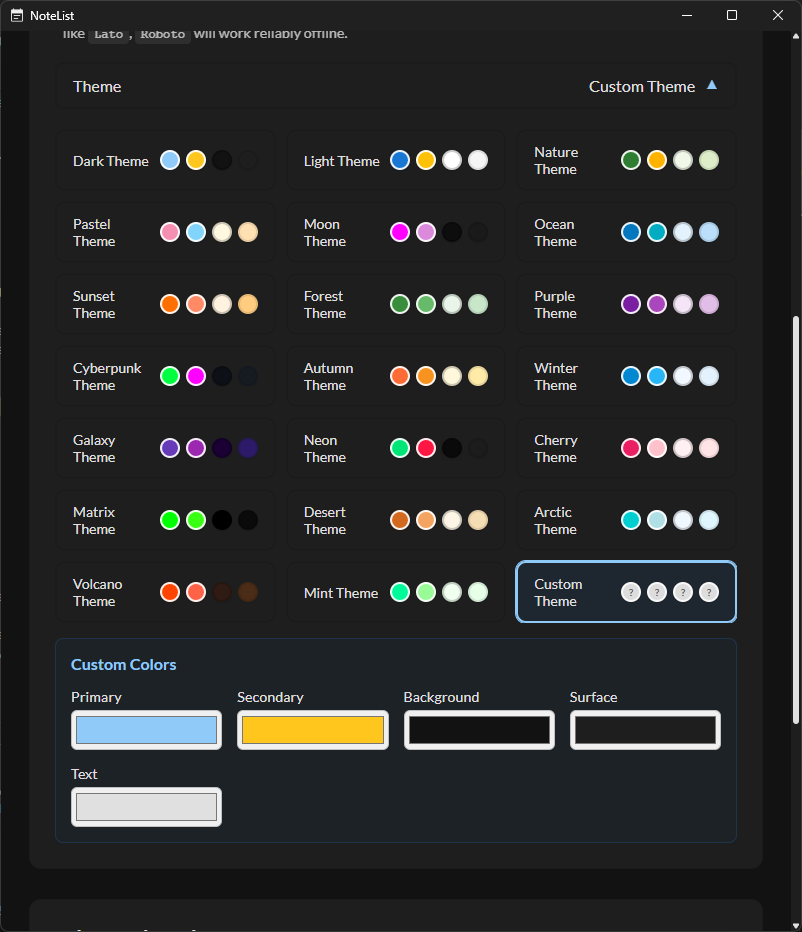 NoteList
like Lato, Roboto will work reliably offline.
Theme
Custom Theme
Dark Theme
Light Theme
Nature
Theme
Pastel
Theme
Moon
Theme
Ocean
Theme
Sunset
Theme
Forest
Theme
Purple
Theme
Cyberpunk
Theme
Autumn
Theme
Winter
Theme
Galaxy
Theme
Neon
Theme
Cherry
Theme
Matrix
Theme
Desert
Theme
Arctic
Theme
Volcano
Theme
Mint Theme
Custom
Theme
? ? ? ?
Custom Colors
Primary
Secondary
Background
Surface
Text